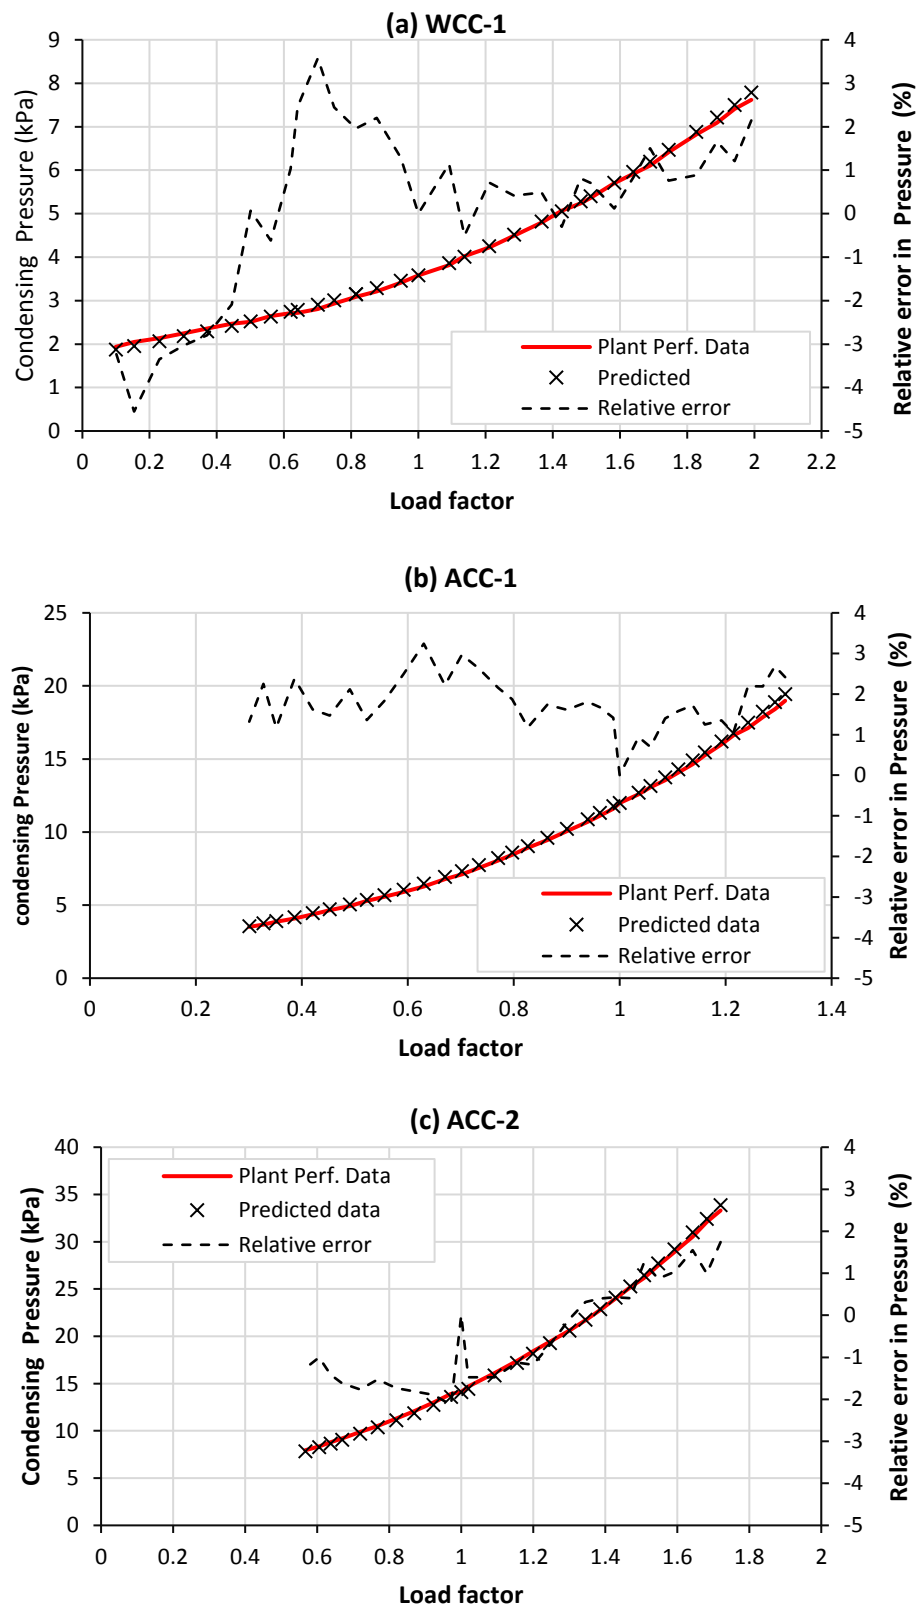 (a) WCC-1
9
8
7
6
5
4
3
2
1
0
Condensing Pressure (kPa)
4
3
2
1
0
-1
-2
-3
-4
-5
Relative error in Pressure (%)
Plant Perf. Data
Predicted
Relative error
0 0.2 0.4 0.6 0.8 1 1.2 1.4 1.6 1.8 2 2.2
Load factor
(b) ACC-1
25
20
15
10
5
0
condensing Pressure (kPa)
4
3
2
1
0
-1
-2
-3
-4
-5
Relative error in Pressure (%)
Plant Perf. Data
Predicted data
Relative error
0 0.2 0.4 0.6 0.8 1 1.2 1.4
Load factor
(c) ACC-2
40
35
30
25
20
15
10
5
0
Condensing Pressure (kPa)
Plant Perf. Data
Predicted data
Relative error
4
3
2
1
0
-1
-2
-3
-4
-5
Relative error in Pressure (%)
0 0.2 0.4 0.6 0.8 1 1.2 1.4 1.6 1.8 2
Load factor